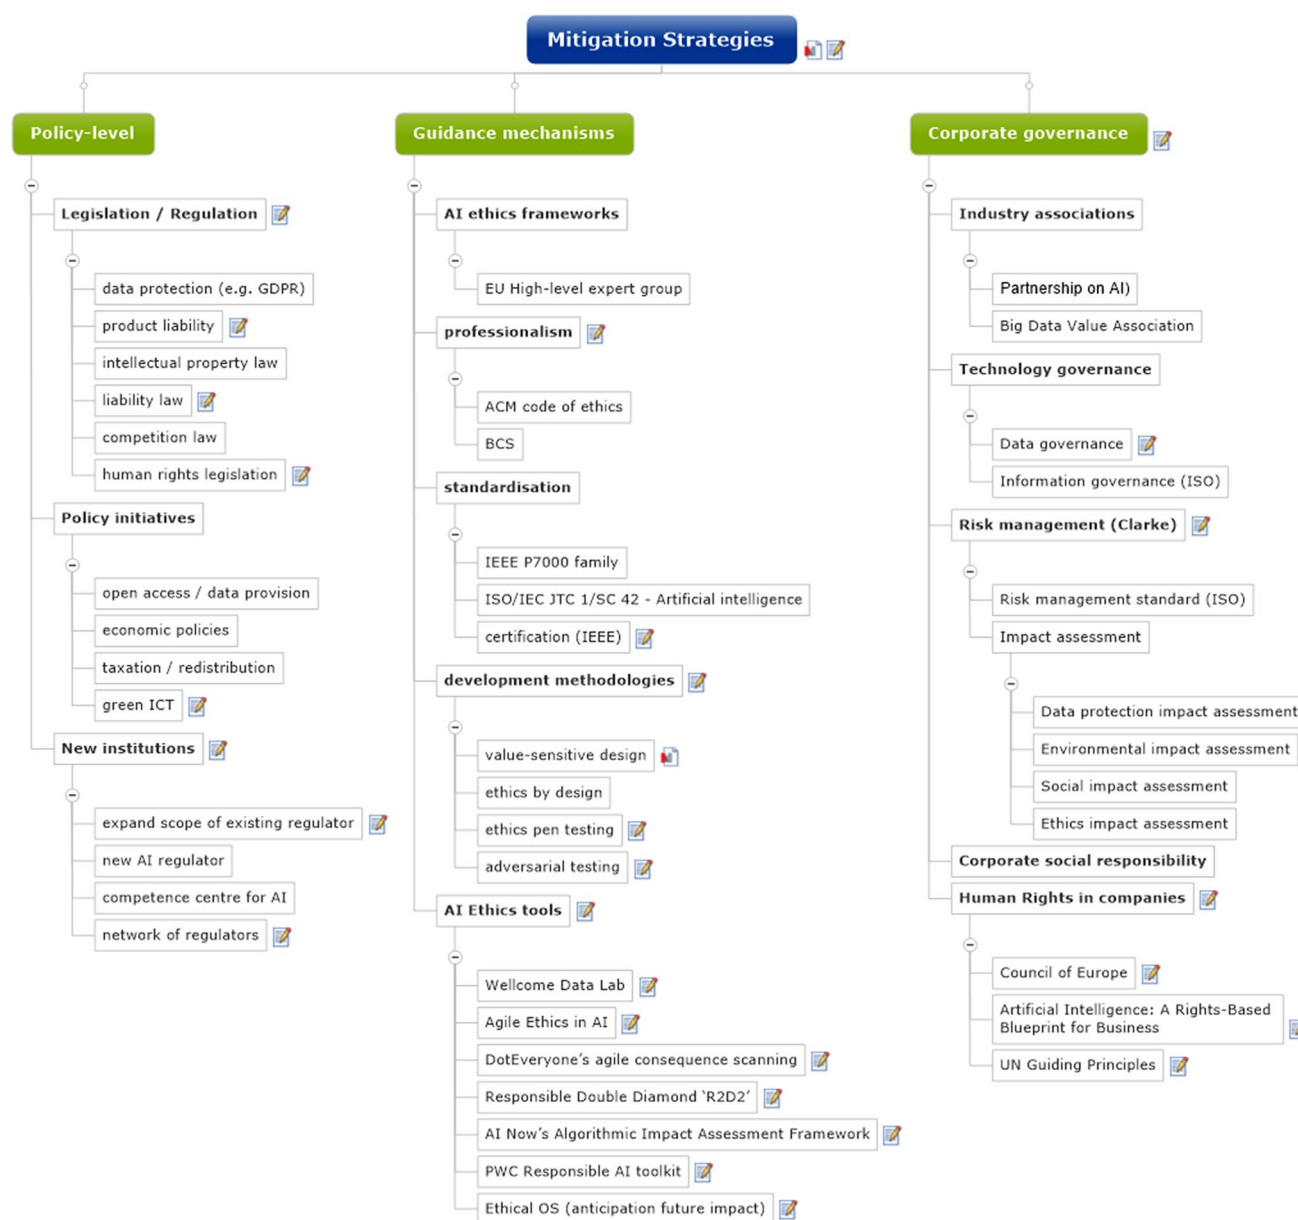 Mitigation Strategies
Policy-level
Legislation / Regulation
data protection (e.g. GDPR)
product liability
intellectual property law
liability law
competition law
human rights legislation
Policy initiatives
open access / data provision
economic policies
taxation / redistribution
green ICT
New institutions
expand scope of existing regulator
new AI regulator
competence centre for AI
network of regulators
Guidance mechanisms
AI ethics frameworks
EU High-level expert group
professionalism
ACM code of ethics
BCS
standardisation
IEEE P7000 family
ISO/IEC JTC 1/SC 42 - Artificial intelligence
certification (IEEE)
development methodologies
value-sensitive design
ethics by design
ethics pen testing
adversarial testing
AI Ethics tools
Wellcome Data Lab
Agile Ethics in AI
DotEveryone’s agile consequence scanning
Responsible Double Diamond ‘R2D2’
AI Now’s Algorithmic Impact Assessment Framework
PWC Responsible AI toolkit
Ethical OS (anticipation future impact)
Corporate governance
Industry associations
Partnership on AI)
Big Data Value Association
Technology governance
Data governance
Information governance (ISO)
Risk management (Clarke)
Risk management standard (ISO)
Impact assessment
Data protection impact assessment
Environmental impact assessment
Social impact assessment
Ethics impact assessment
Corporate social responsibility
Human Rights in companies
Council of Europe
Artificial Intelligence: A Rights-Based
Blueprint for Business
UN Guiding Principles